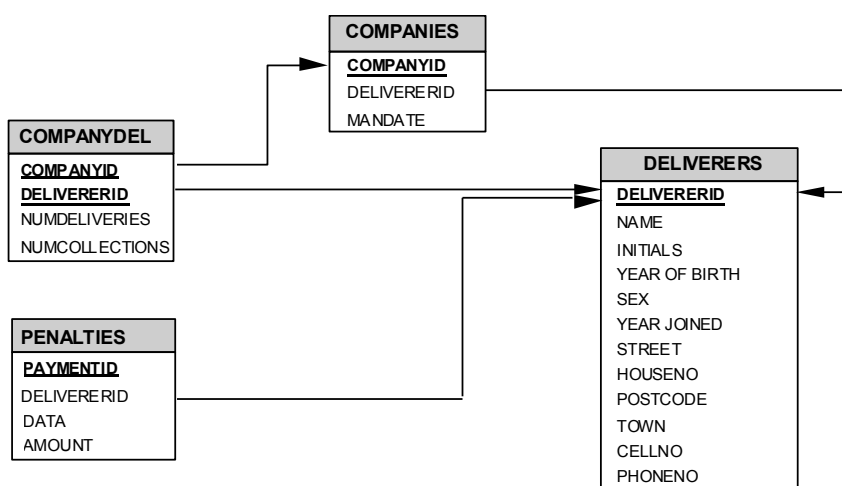 COMPANIES
COMPANYID
DELIVERERID
MANDATE
COMPANYDEL
COMPANYID
DELIVERERID
NUMDELIVERIES
NUMCOLLECTIONS
DELIVERERS
DELIVERERID
NAME
INITIALS
YEAR OF BIRTH
SEX
YEAR JOINED
STREET
HOUSENO
POSTCODE
TOWN
CELLNO
PHONENO
PENALTIES
PAYMENTID
DELIVERERID
DATA
AMOUNT